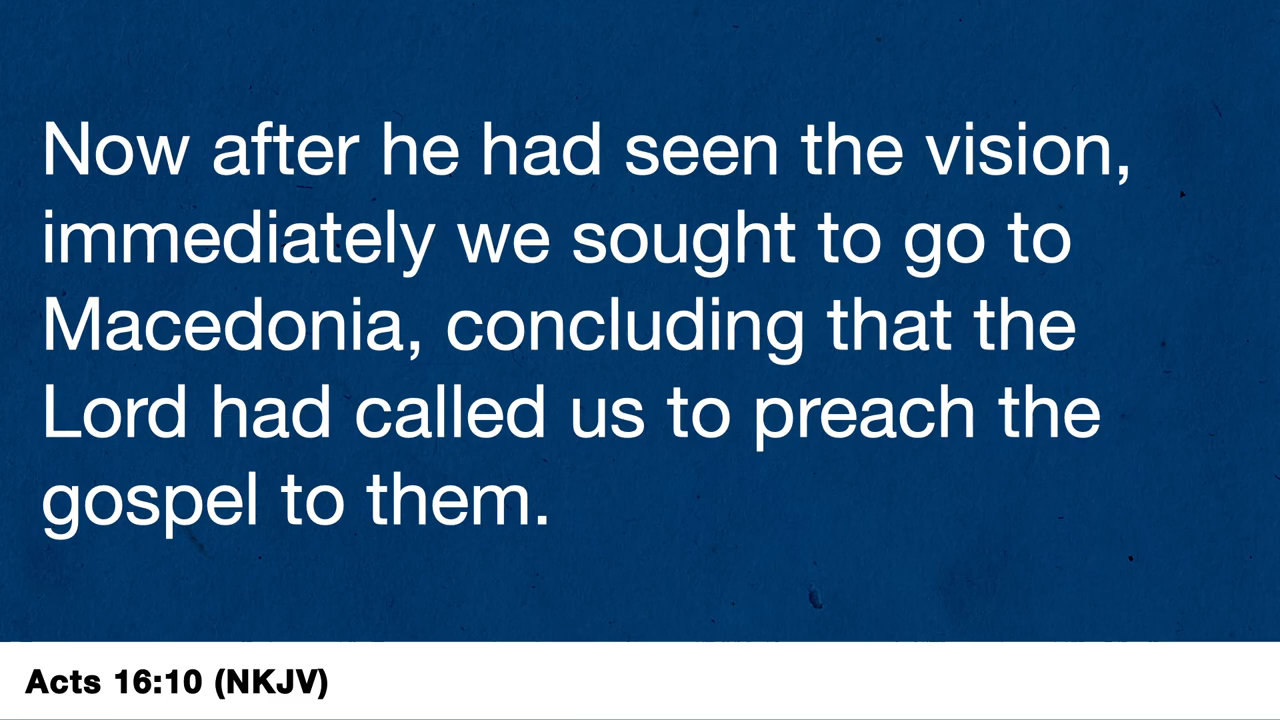 Now after he had seen the vision,
immediately we sought to go to
Macedonia, concluding that the
Lord had called us to preach the
gospel to them.
Acts 16:10 (NKJV)